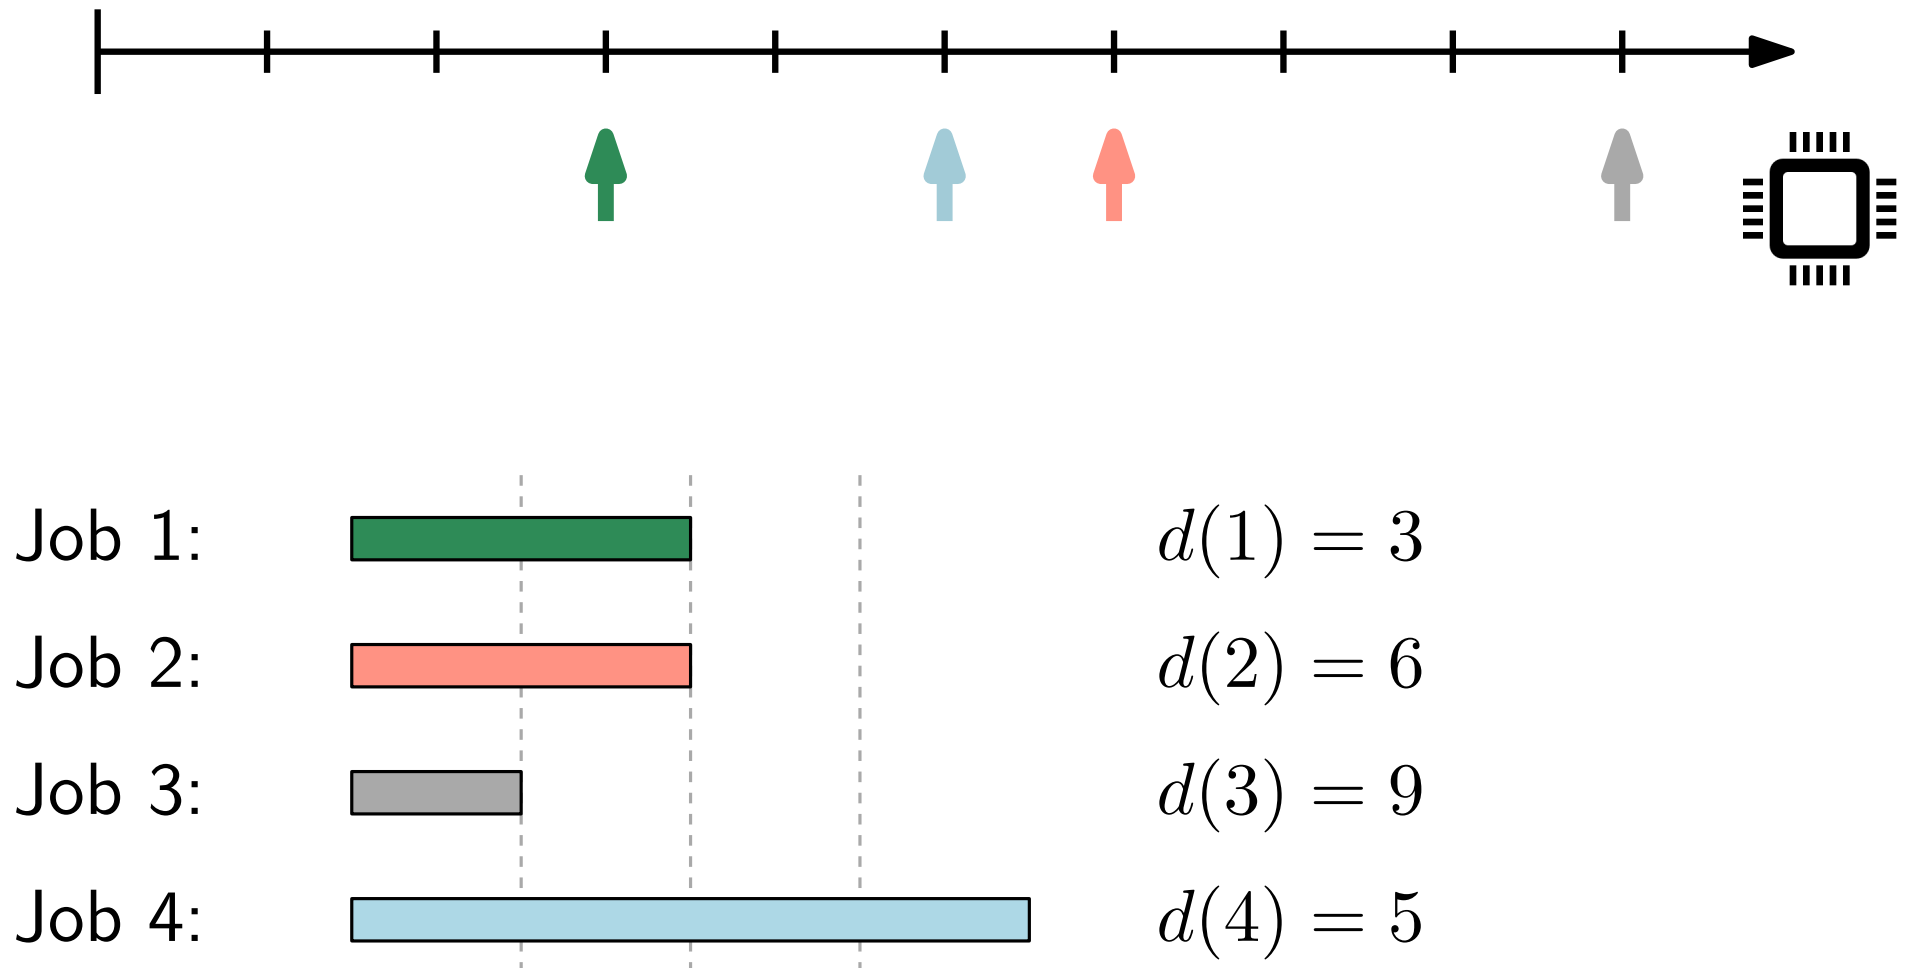 Job 1: d(1) = 3
Job 2: d(2) = 6
Job 3: d(3) = 9
Job 4: d(4) = 5